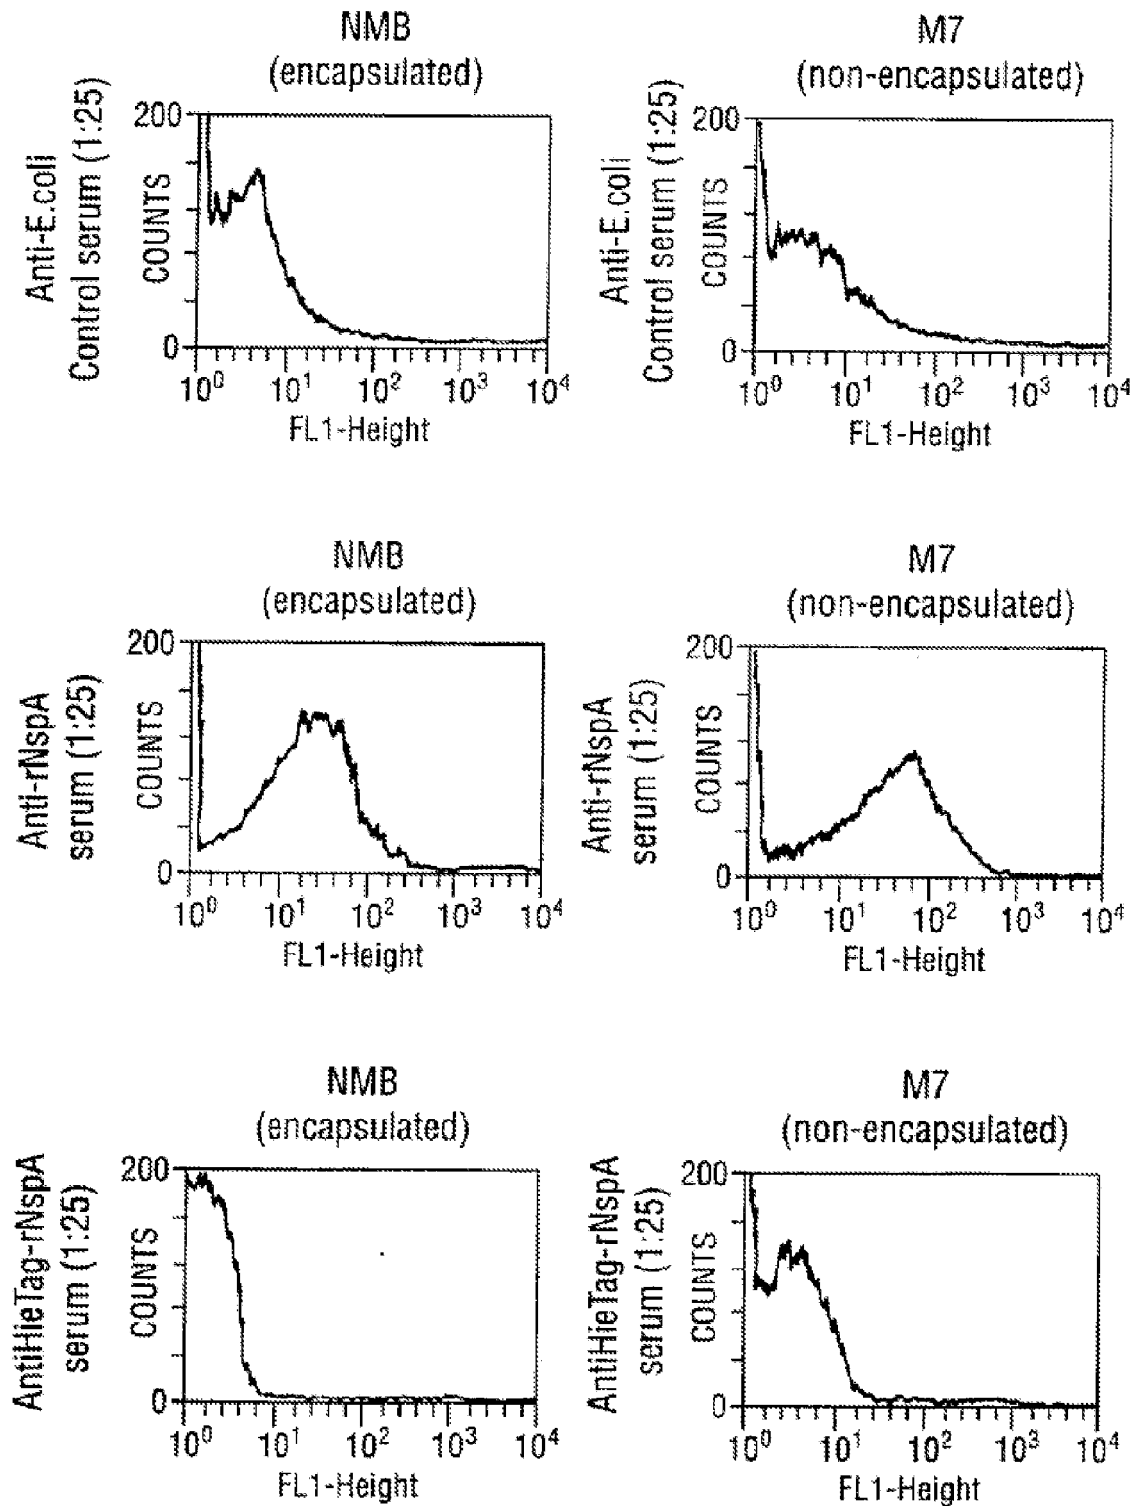 NMB
(encapsulated)
Anti-E.coli
Control serum (1:25)
COUNTS
200
0
10⁰ 10¹ 10² 10³ 10⁴
FL1-Height
M7
(non-encapsulated)
Anti-E.coli
Control serum (1:25)
COUNTS
200
0
10⁰ 10¹ 10² 10³ 10⁴
FL1-Height
NMB
(encapsulated)
Anti-rNspA
serum (1:25)
COUNTS
200
0
10⁰ 10¹ 10² 10³ 10⁴
FL1-Height
M7
(non-encapsulated)
Anti-rNspA
serum (1:25)
COUNTS
200
0
10⁰ 10¹ 10² 10³ 10⁴
FL1-Height
NMB
(encapsulated)
AntiHieTag-rNspA
serum (1:25)
COUNTS
200
0
10⁰ 10¹ 10² 10³ 10⁴
FL1-Height
M7
(non-encapsulated)
AntiHieTag-rNspA
serum (1:25)
COUNTS
200
0
10⁰ 10¹ 10² 10³ 10⁴
FL1-Height